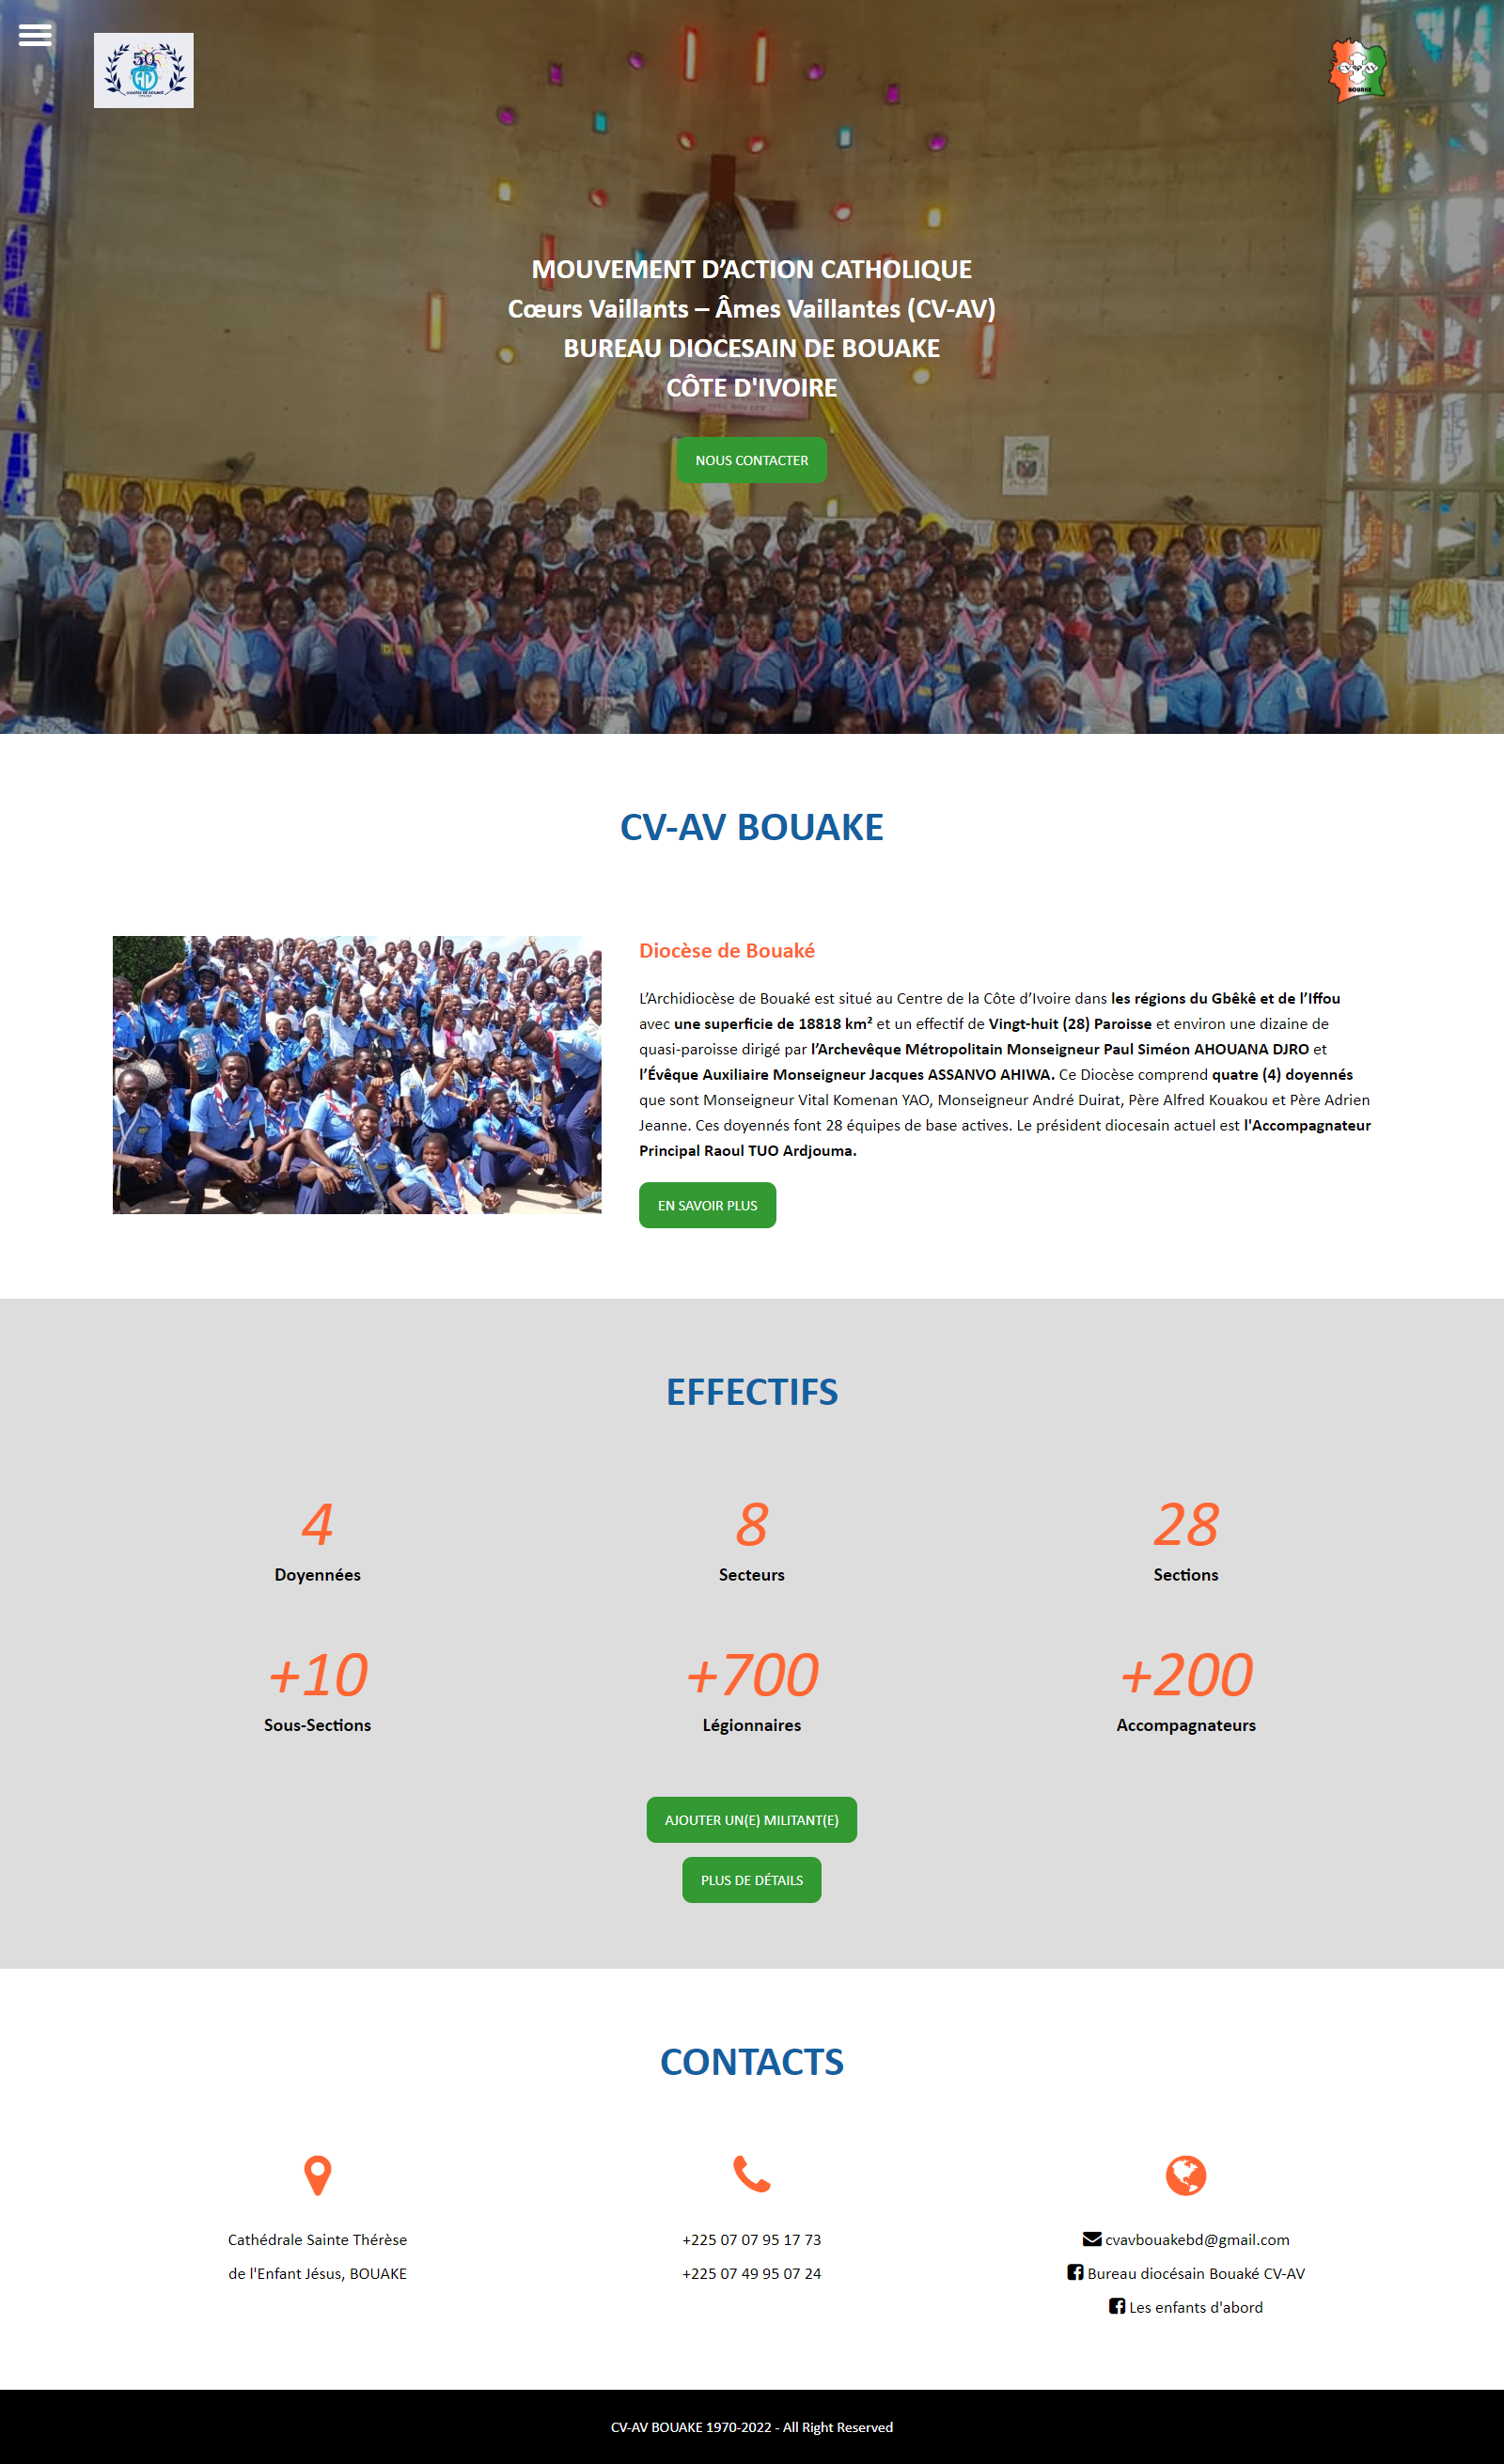 50
CV AV
BOUAKE
MOUVEMENT D’ACTION CATHOLIQUE
Cœurs Vaillants – Âmes Vaillantes (CV-AV)
BUREAU DIOCESAIN DE BOUAKE
CÔTE D'IVOIRE
NOUS CONTACTER
CV-AV BOUAKE
Diocèse de Bouaké
L’Archidiocèse de Bouaké est situé au Centre de la Côte d’Ivoire dans les régions du Gbêkê et de l’Iffou
avec une superficie de 18818 km² et un effectif de Vingt-huit (28) Paroisse et environ une dizaine de
quasi-paroisse dirigé par l’Archevêque Métropolitain Monseigneur Paul Siméon AHOUANA DJRO et
l’Évêque Auxiliaire Monseigneur Jacques ASSANVO AHIWA. Ce Diocèse comprend quatre (4) doyennés
que sont Monseigneur Vital Komenan YAO, Monseigneur André Duirat, Père Alfred Kouakou et Père Adrien
Jeanne. Ces doyennés font 28 équipes de base actives. Le président diocesain actuel est l'Accompagnateur
Principal Raoul TUO Ardjouma.
EN SAVOIR PLUS
EFFECTIFS
4
Doyennées
8
Secteurs
28
Sections
+10
Sous-Sections
+700
Légionnaires
+200
Accompagnateurs
AJOUTER UN(E) MILITANT(E)
PLUS DE DÉTAILS
CONTACTS
Cathédrale Sainte Thérèse
de l'Enfant Jésus, BOUAKE
+225 07 07 95 17 73
+225 07 49 95 07 24
cvavbouakebd@gmail.com
Bureau diocésain Bouaké CV-AV
Les enfants d'abord
CV-AV BOUAKE 1970-2022 - All Right Reserved